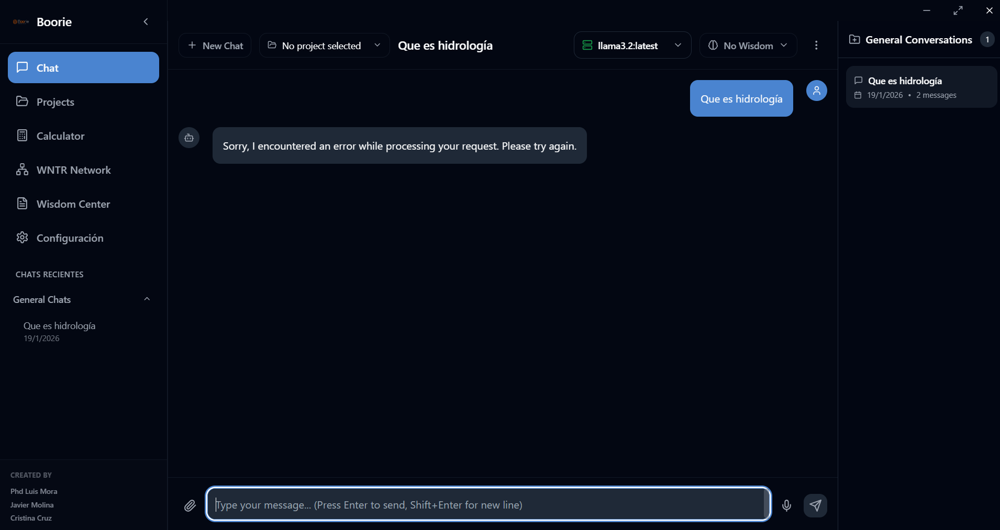 Boorie
Boorie
Chat
Projects
Calculator
WNTR Network
Wisdom Center
Configuración
CHATS RECIENTES
General Chats
Que es hidrología
19/1/2026
CREATED BY
Phd Luis Mora
Javier Molina
Cristina Cruz
New Chat
No project selected
Que es hidrología
llama3.2:latest
No Wisdom
Que es hidrología
Sorry, I encountered an error while processing your request. Please try again.
Type your message... (Press Enter to send, Shift+Enter for new line)
General Conversations 1
Que es hidrología
19/1/2026 • 2 messages